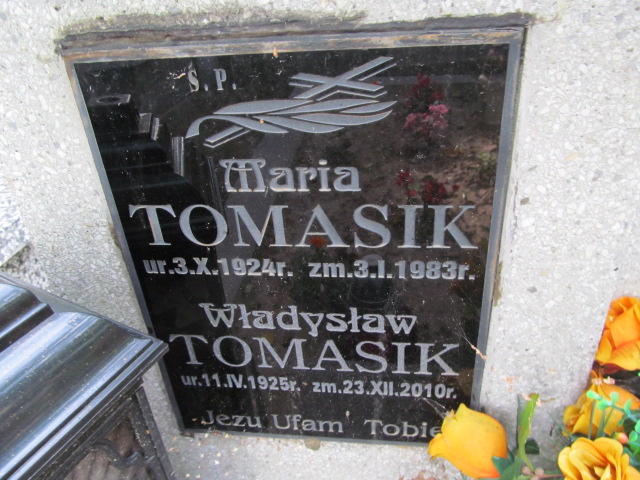 Ś.P.
Maria
TOMASIK
ur.3.X.1924r. zm.3.I.1983r.
Władysław
TOMASIK
ur.11.IV.1925r. zm.23.XII.2010r.
Jezu Ufam Tobie